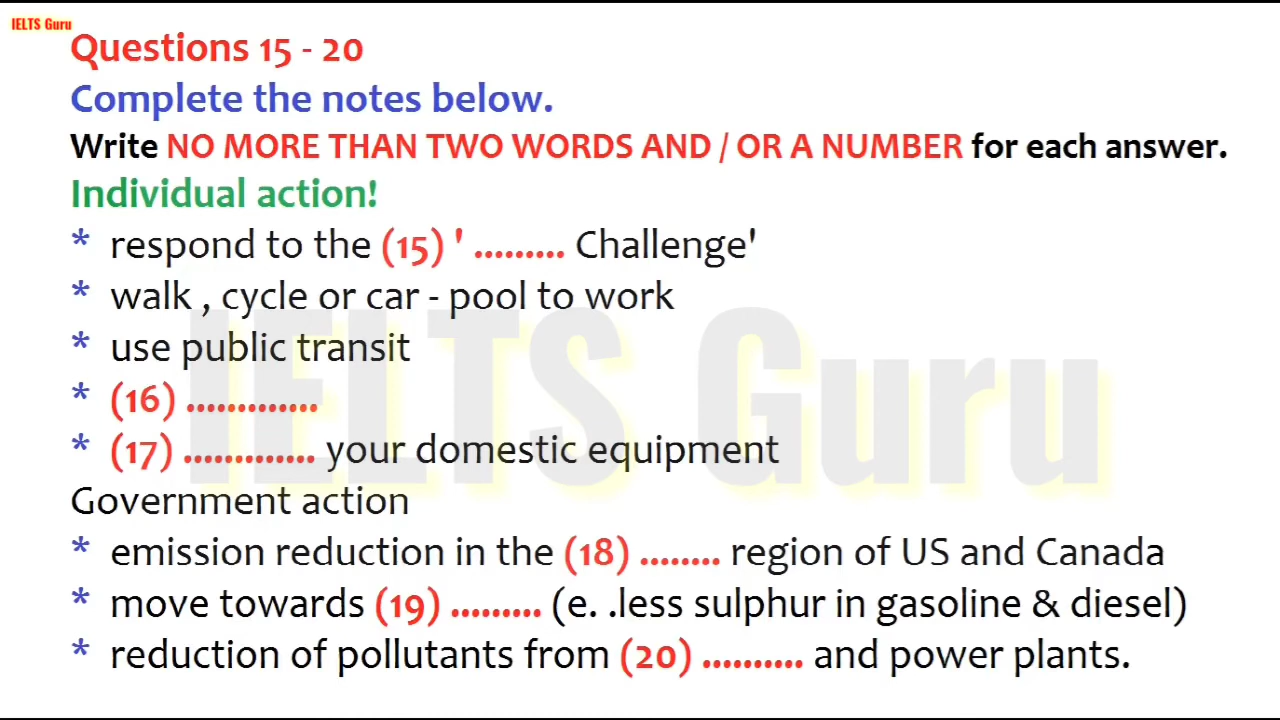 IELTS Guru
Questions 15 - 20
Complete the notes below.
Write NO MORE THAN TWO WORDS AND / OR A NUMBER for each answer.
Individual action!
* respond to the (15) ' ......... Challenge'
* walk , cycle or car - pool to work
* use public transit
* (16) .............
* (17) ............. your domestic equipment
Government action
* emission reduction in the (18) ........ region of US and Canada
* move towards (19) ......... (e. .less sulphur in gasoline & diesel)
* reduction of pollutants from (20) .......... and power plants.
IELTS Guru